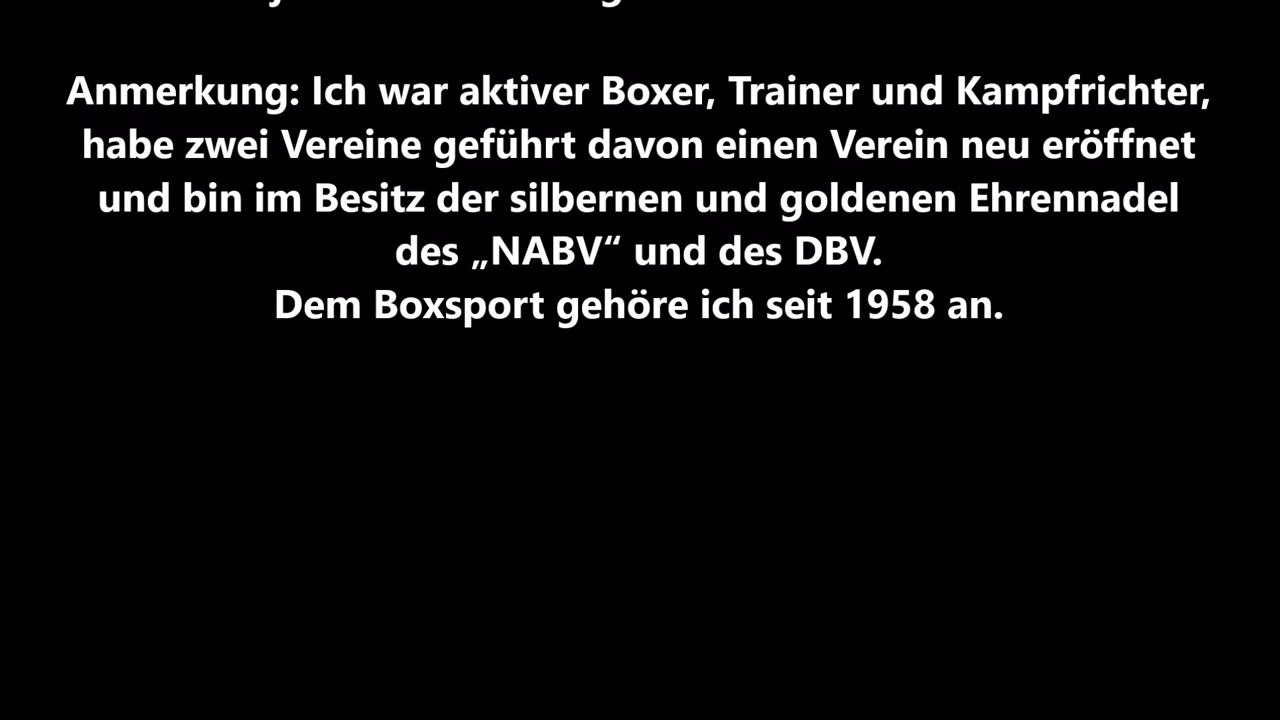 Anmerkung: Ich war aktiver Boxer, Trainer und Kampfrichter,
habe zwei Vereine geführt davon einen Verein neu eröffnet
und bin im Besitz der silbernen und goldenen Ehrennadel
des „NABV“ und des DBV.
Dem Boxsport gehöre ich seit 1958 an.